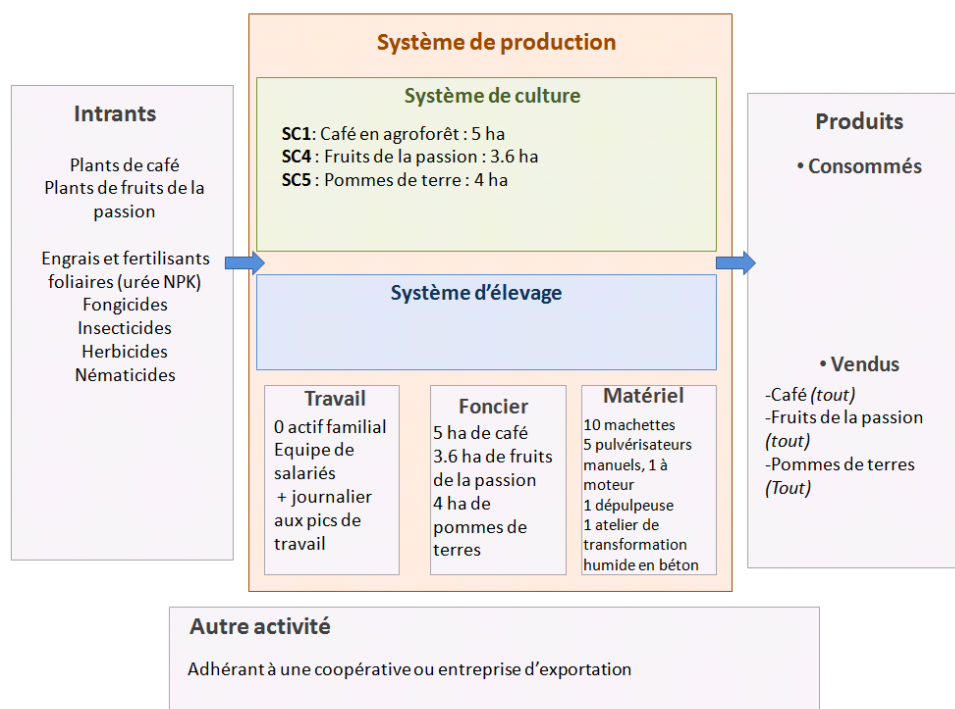 Système de production
Intrants
Plants de café
Plants de fruits de la
passion
Engrais et fertilisants
foliaires (urée NPK)
Fongicides
Insecticides
Herbicides
Nématicides
Système de culture
SC1: Café en agroforêt : 5 ha
SC4 : Fruits de la passion : 3.6 ha
SC5 : Pommes de terre : 4 ha
Système d'élevage
Travail
0 actif familial
Equipe de
salariés
+ journalier
aux pics de
travail
Foncier
5 ha de café
3.6 ha de fruits
de la passion
4 ha de
pommes de
terres
Matériel
10 machettes
5 pulvérisateurs
manuels, 1 à
moteur
1 dépulpeuse
1 atelier de
transformation
humide en béton
Produits
• Consommés
• Vendus
-Café (tout)
-Fruits de la passion
(tout)
-Pommes de terres
(Tout)
Autre activité
Adhérant à une coopérative ou entreprise d'exportation